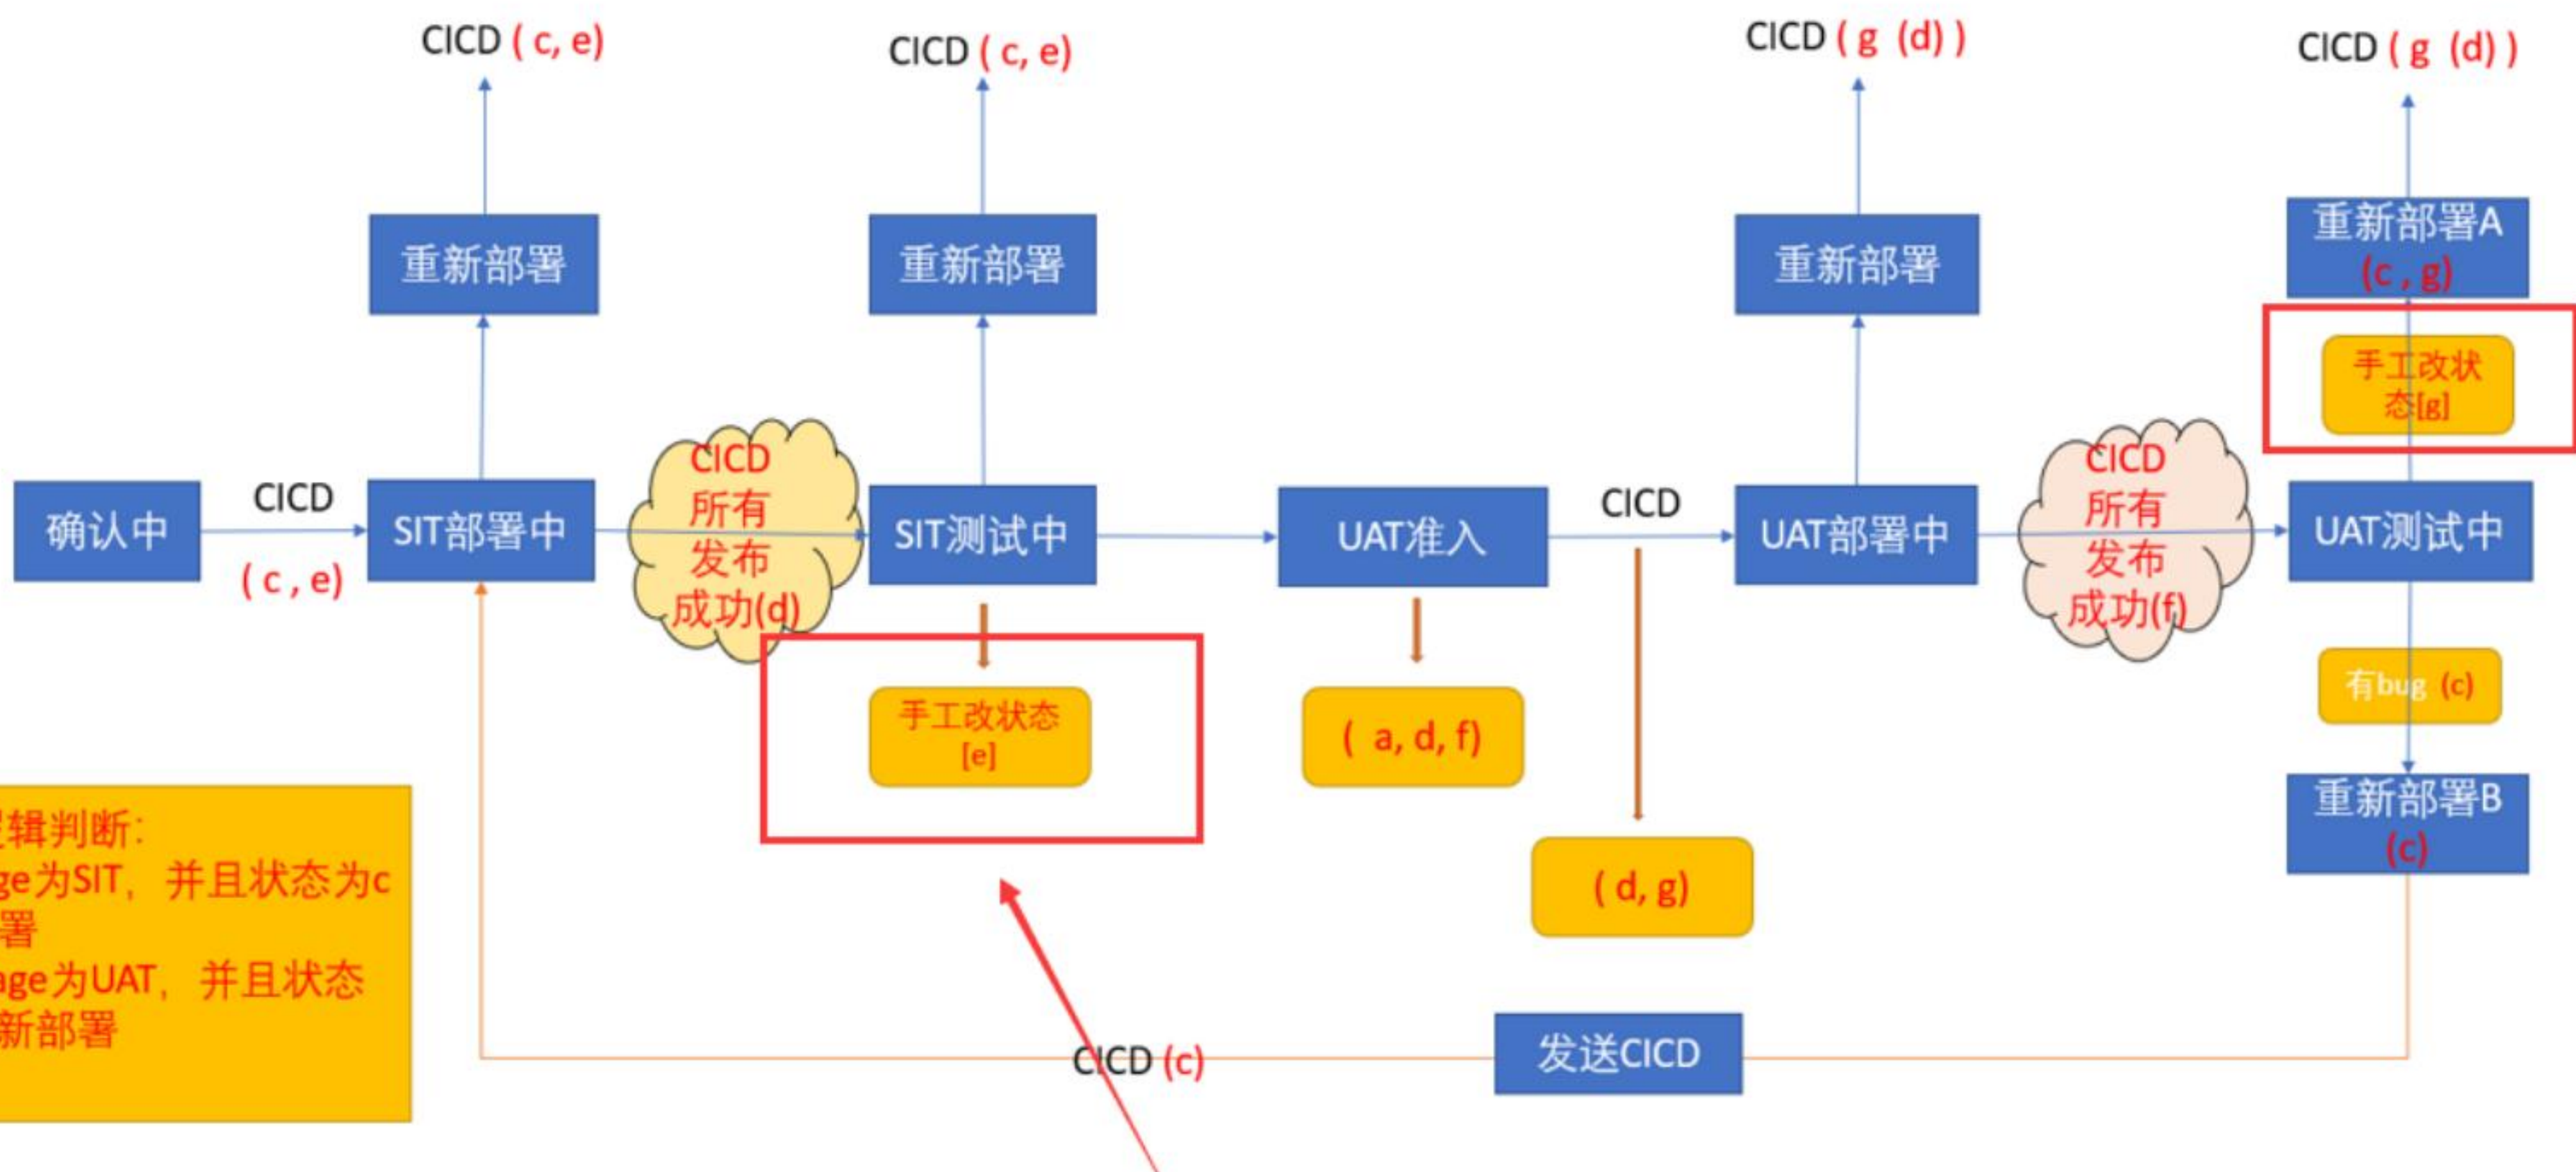 CICD ( c, e)
CICD ( c, e)
CICD ( g (d) )
CICD ( g (d) )
重新部署
重新部署
重新部署
重新部署A
(c , g)
手工改状
态[g]
确认中
CICD
( c , e)
SIT部署中
CICD
所有
发布
成功(d)
SIT测试中
UAT准入
CICD
UAT部署中
CICD
所有
发布
成功(f)
UAT测试中
手工改状态
[e]
( a, d, f)
( d, g)
有bug (c)
重新部署B
(c)
辑判断:
ge为SIT，并且状态为c
署
age为UAT，并且状态
新部署
CICD (c)
发送CICD